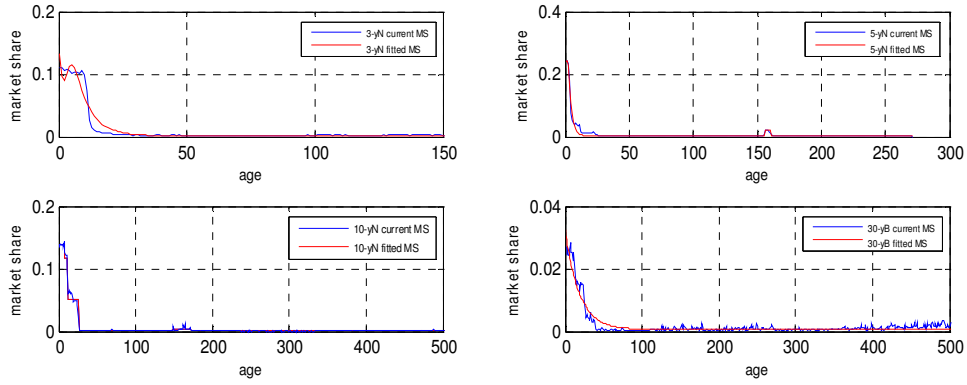 0.2
0.1
0
market share
3-yN current MS
3-yN fitted MS
0 50 100 150
age
0.4
0.2
0
market share
5-yN current MS
5-yN fitted MS
0 50 100 150 200 250 300
age
0.2
0.1
0
market share
10-yN current MS
10-yN fitted MS
0 100 200 300 400 500
age
0.04
0.02
0
market share
30-yB current MS
30-yB fitted MS
0 100 200 300 400 500
age